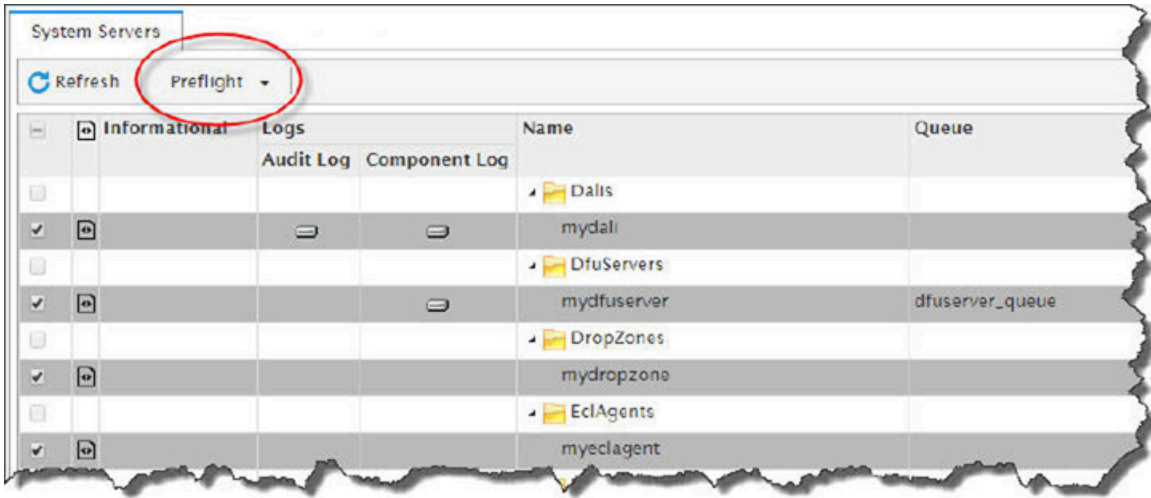 System Servers
Refresh Preflight
Informational Logs Name Queue
Audit Log Component Log
Dalis
mydali
DfuServers
mydfuserver dfuserver_queue
DropZones
mydropzone
EclAgents
myeclagent